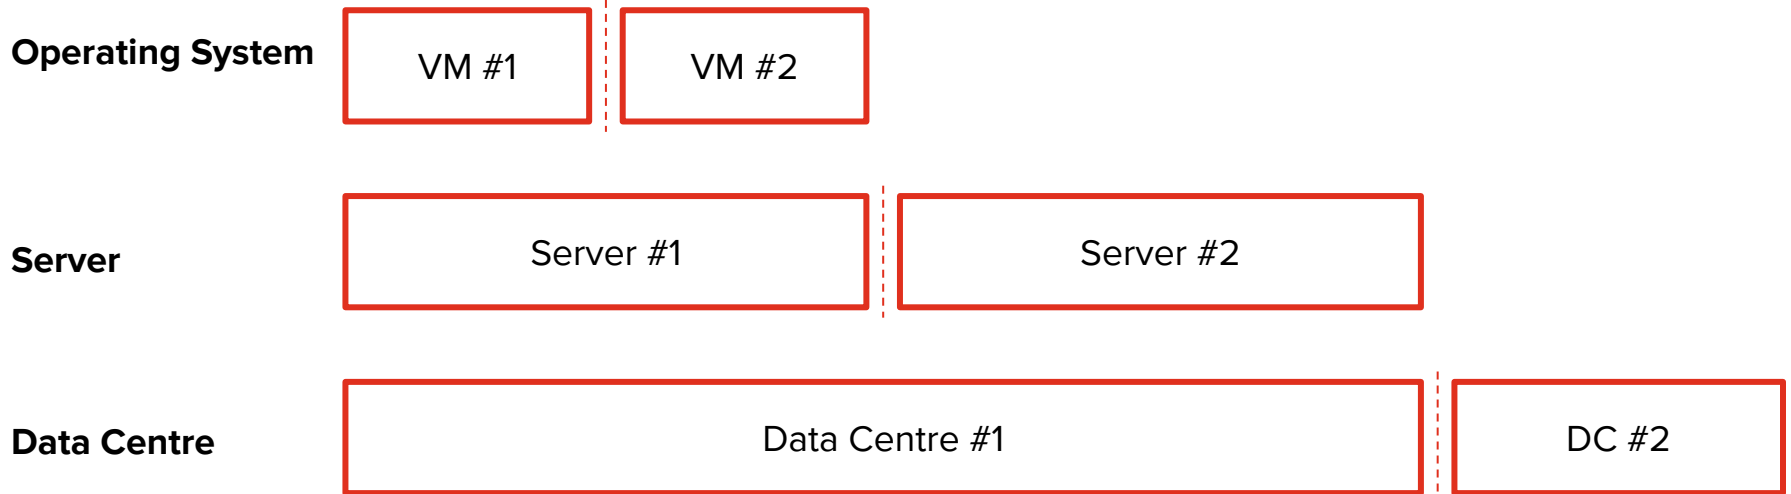 Operating System
VM #1
VM #2
Server
Server #1
Server #2
Data Centre
Data Centre #1
DC #2